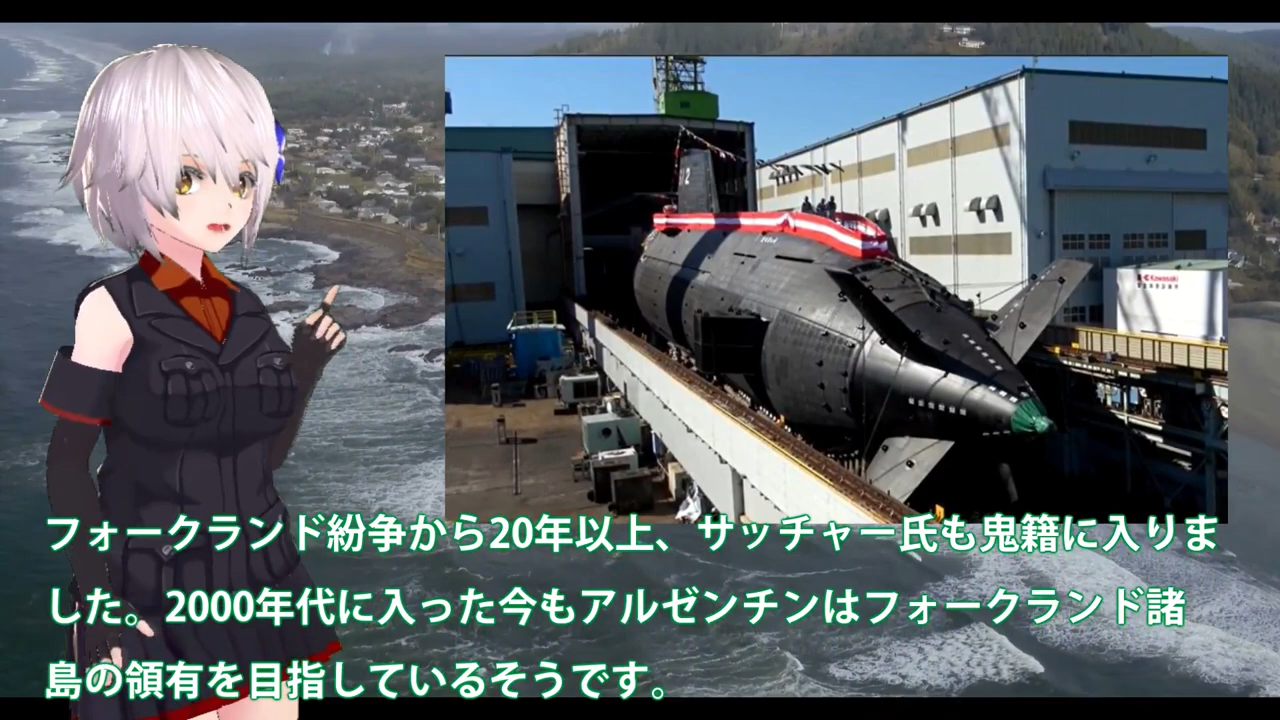 Kawasaki
フォークランド紛争から20年以上、サッチャー氏も鬼籍に入りま
した。2000年代に入った今もアルゼンチンはフォークランド諸
島の領有を目指しているそうです。